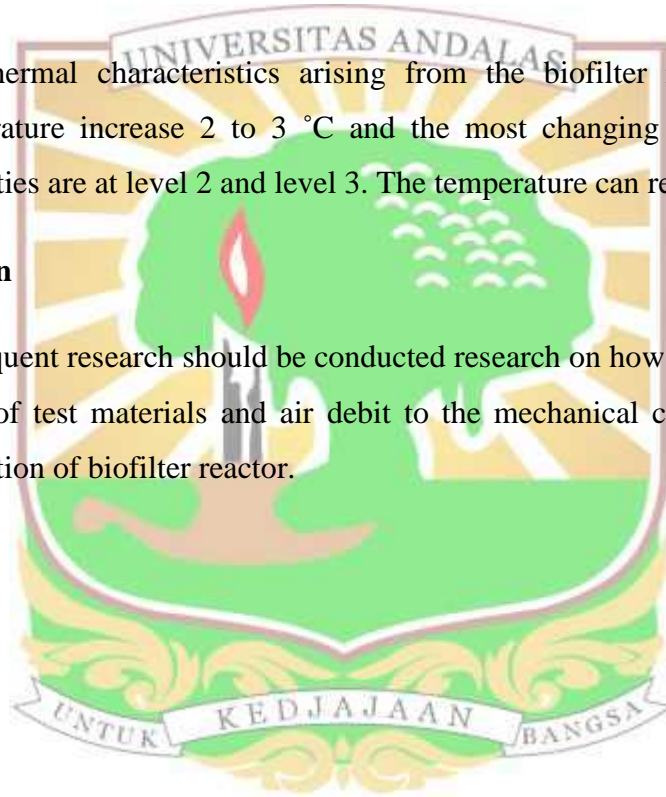 UNIVERSITAS ANDALAS
hermal characteristics arising from the biofilter
rature increase 2 to 3 ˚C and the most changing
ties are at level 2 and level 3. The temperature can re
n
quent research should be conducted research on how
of test materials and air debit to the mechanical c
tion of biofilter reactor.
UNTUK KEDJAJAAN BANGSA